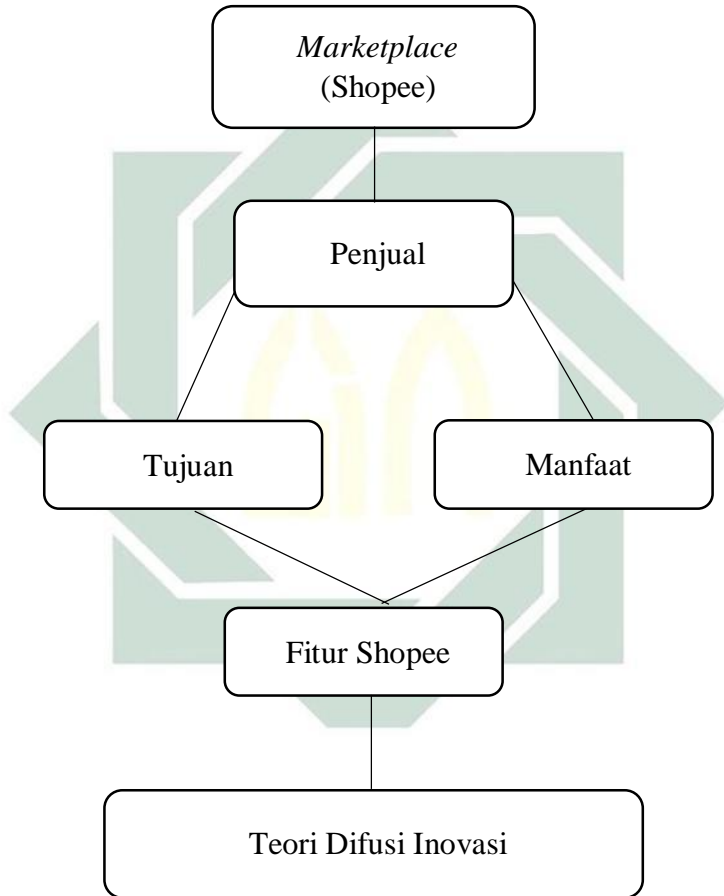 Marketplace
(Shopee)
Penjual
Tujuan
Manfaat
Fitur Shopee
Teori Difusi Inovasi